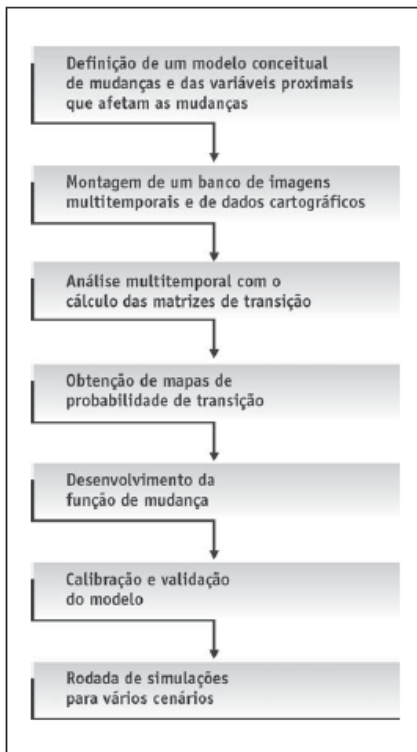 Definição de um modelo conceitual
de mudanças e das variáveis proximais
que afetam as mudanças
Montagem de um banco de imagens
multitemporais e de dados cartográficos
Análise multitemporal com o
cálculo das matrizes de transição
Obtenção de mapas de
probabilidade de transição
Desenvolvimento da
função de mudança
Calibração e validação
do modelo
Rodada de simulações
para vários cenários